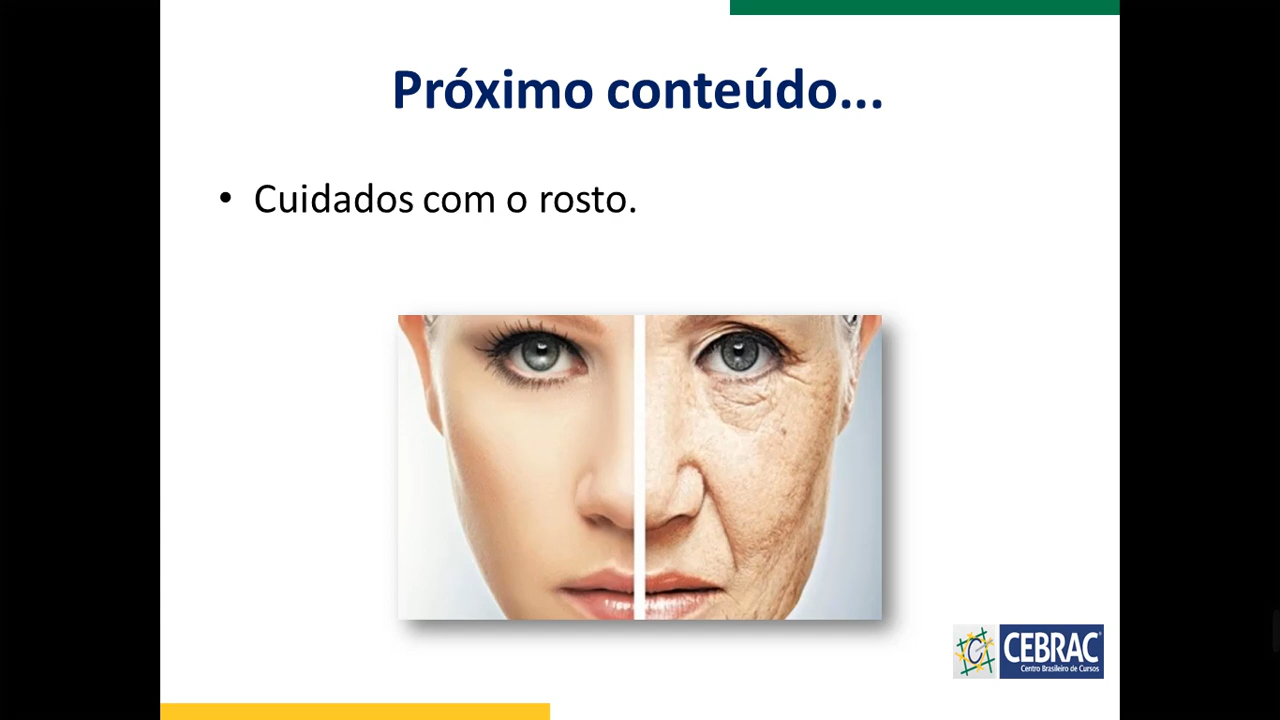 Próximo conteúdo...
• Cuidados com o rosto.
CEBRAC
Centro Brasileiro de Cursos